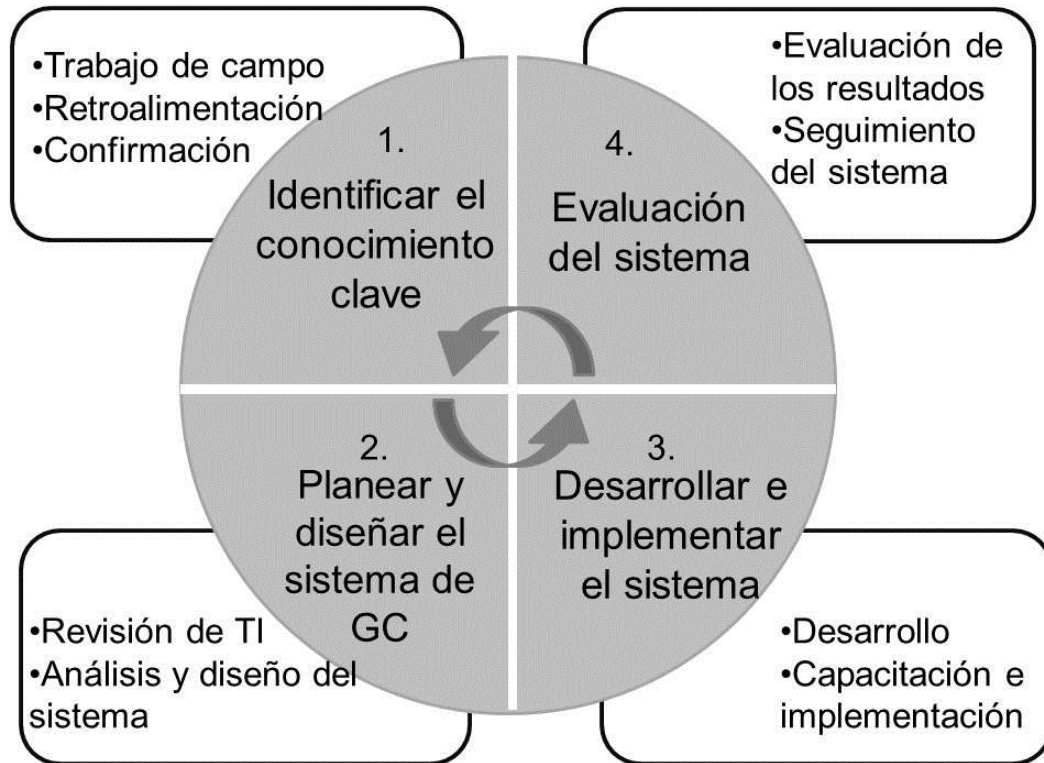 •Trabajo de campo
•Retroalimentación
•Confirmación
1.
Identificar el
conocimiento
clave
•Evaluación de
los resultados
•Seguimiento
del sistema
4.
Evaluación
del sistema
2.
Planear y
diseñar el
sistema de
GC
•Revisión de TI
•Análisis y diseño del
sistema
3.
Desarrollar e
implementar
el sistema
•Desarrollo
•Capacitación e
implementación